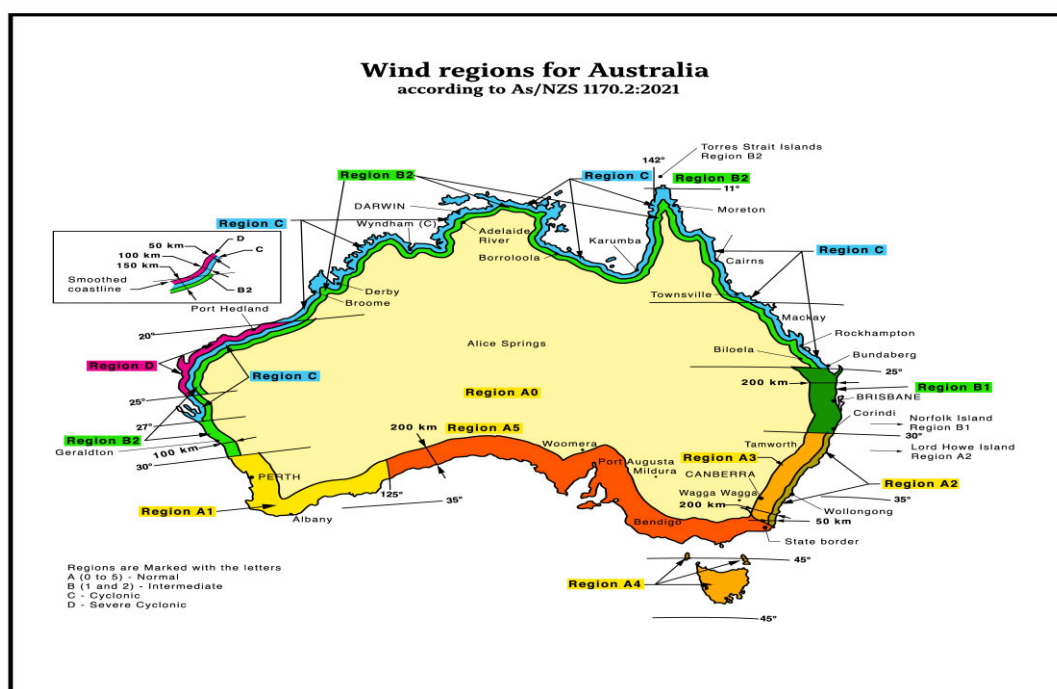 Wind regions for Australia
according to As/NZS 1170.2:2021
Torres Strait Islands
Region B2
142°
Region B2
Region C
Region B2
11°
DARWIN
Moreton
Wyndham (C)
Region C
Adelaide
River
Karumba
Region C
D
50 km
C
100 km
150 km
Borroloola
Cairns
Smoothed
coastline
B2
Derby
Broome
Townsville
Port Hedland
Mackay
20°
Rockhampton
Alice Springs
Biloela
Bundaberg
Region D
Region C
25°
200 km
Region B1
Region A0
25°
BRISBANE
Corindi
Norfolk Island
Region B1
27°
200 km
30°
Region B2
Region A5
Woomera
Tamworth
Lord Howe Island
Region A2
Geraldton
100 km
30°
Region A3
Port Augusta
Mildura
CANBERRA
PERTH
125°
35°
Region A2
Wagga Wagga
35°
200 km
Wollongong
Region A1
Albany
Bendigo
50 km
State border
45°
Regions are Marked with the letters
A (0 to 5) - Normal
B (1 and 2) - Intermediate
C - Cyclonic
D - Severe Cyclonic
Region A4
45°